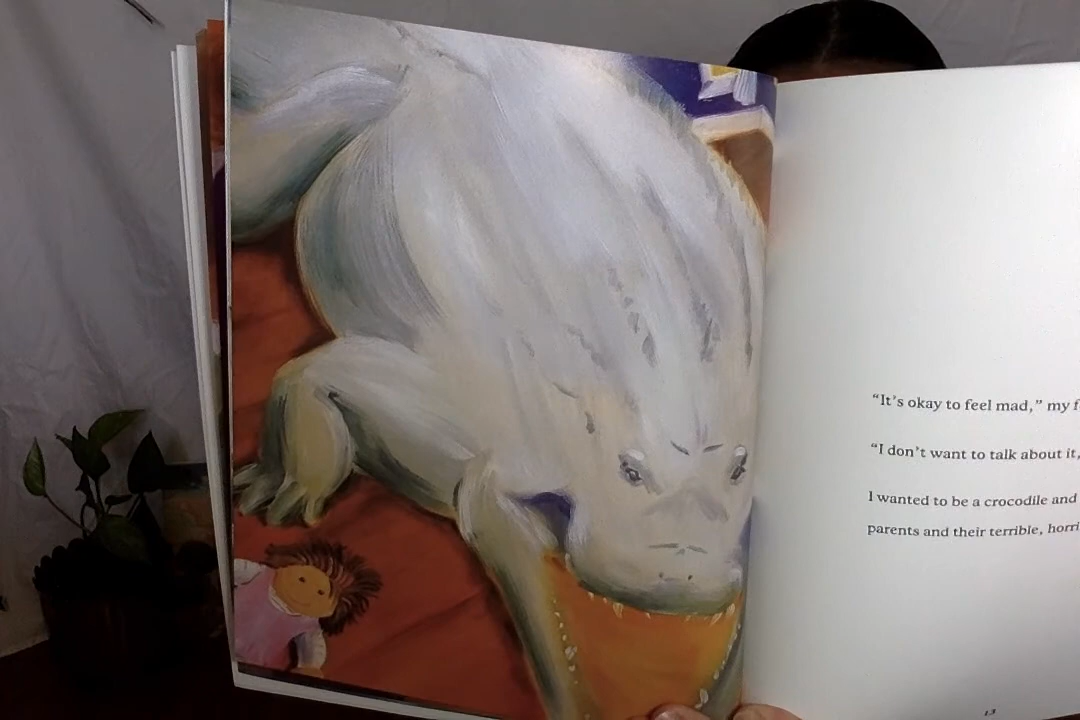 “It’s okay to feel mad,” my
“I don’t want to talk about it,
I wanted to be a crocodile and
parents and their terrible,
13